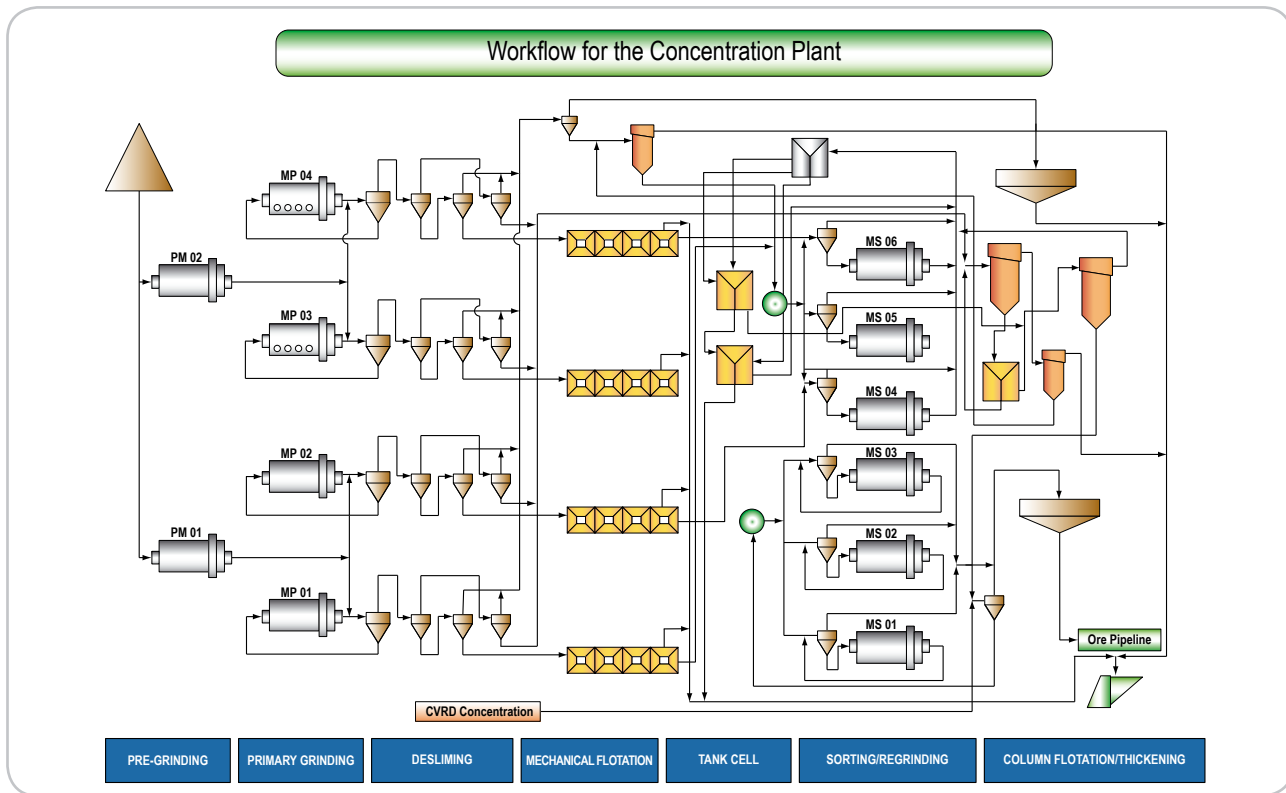 Workflow for the Concentration Plant
MP 04
PM 02
MP 03
MP 02
PM 01
MP 01
MS 06
MS 05
MS 04
MS 03
MS 02
MS 01
Ore Pipeline
CVRD Concentration
PRE-GRINDING
PRIMARY GRINDING
DESLIMING
MECHANICAL FLOTATION
TANK CELL
SORTING/REGRINDING
COLUMN FLOTATION/THICKENING